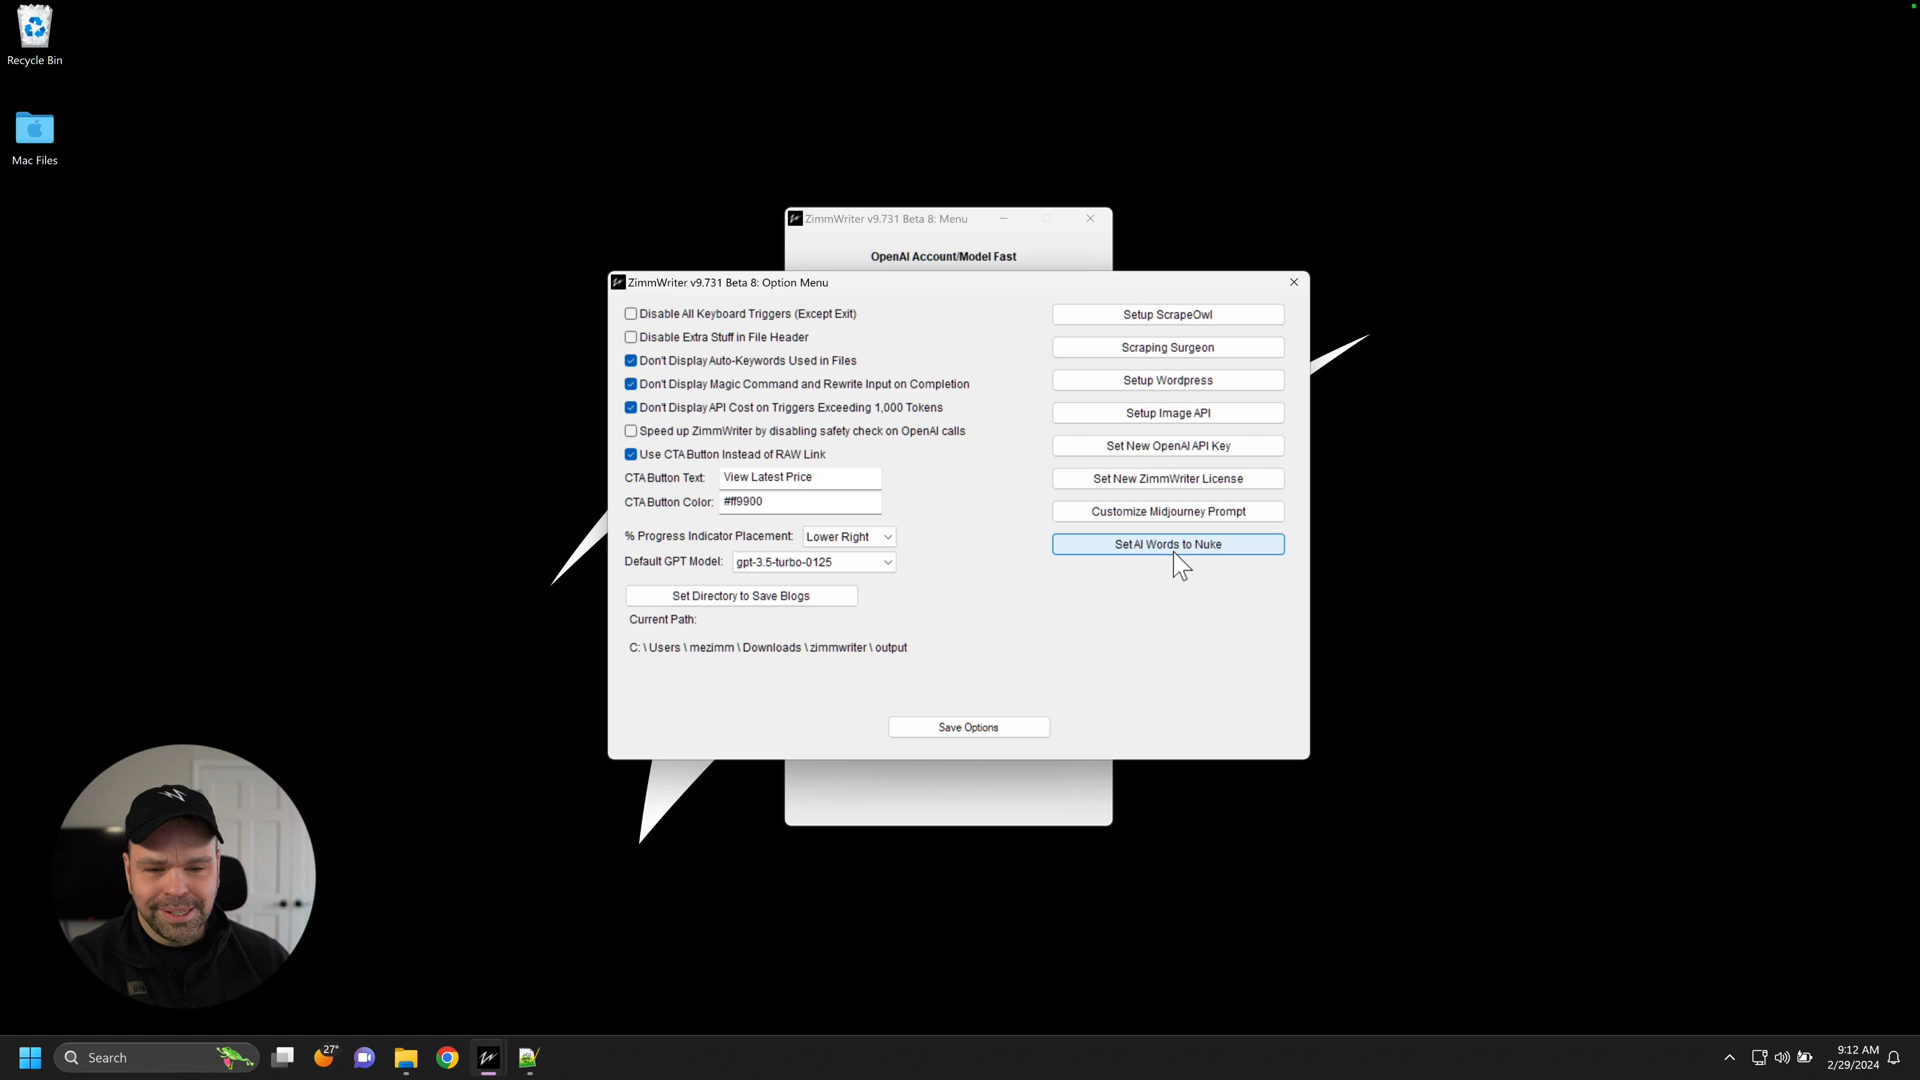 Recycle Bin
Mac Files
ZimmWriter v9.731 Beta 8: Menu
OpenAI Account/Model Fast
ZimmWriter v9.731 Beta 8: Option Menu
Disable All Keyboard Triggers (Except Exit)
Disable Extra Stuff in File Header
Don't Display Auto-Keywords Used in Files
Don't Display Magic Command and Rewrite Input on Completion
Don't Display API Cost on Triggers Exceeding 1,000 Tokens
Speed up ZimmWriter by disabling safety check on OpenAI calls
Use CTA Button Instead of RAW Link
CTA Button Text: View Latest Price
CTA Button Color: #ff9900
% Progress Indicator Placement: Lower Right
Default GPT Model: gpt-3.5-turbo-0125
Set Directory to Save Blogs
Current Path:
C: \ Users \ mezimm \ Downloads \ zimmwriter \ output
Setup ScrapeOwl
Scraping Surgeon
Setup Wordpress
Setup Image API
Set New OpenAI API Key
Set New ZimmWriter License
Customize Midjourney Prompt
Set AI Words to Nuke
Save Options
Search
27°
9:12 AM
2/29/2024